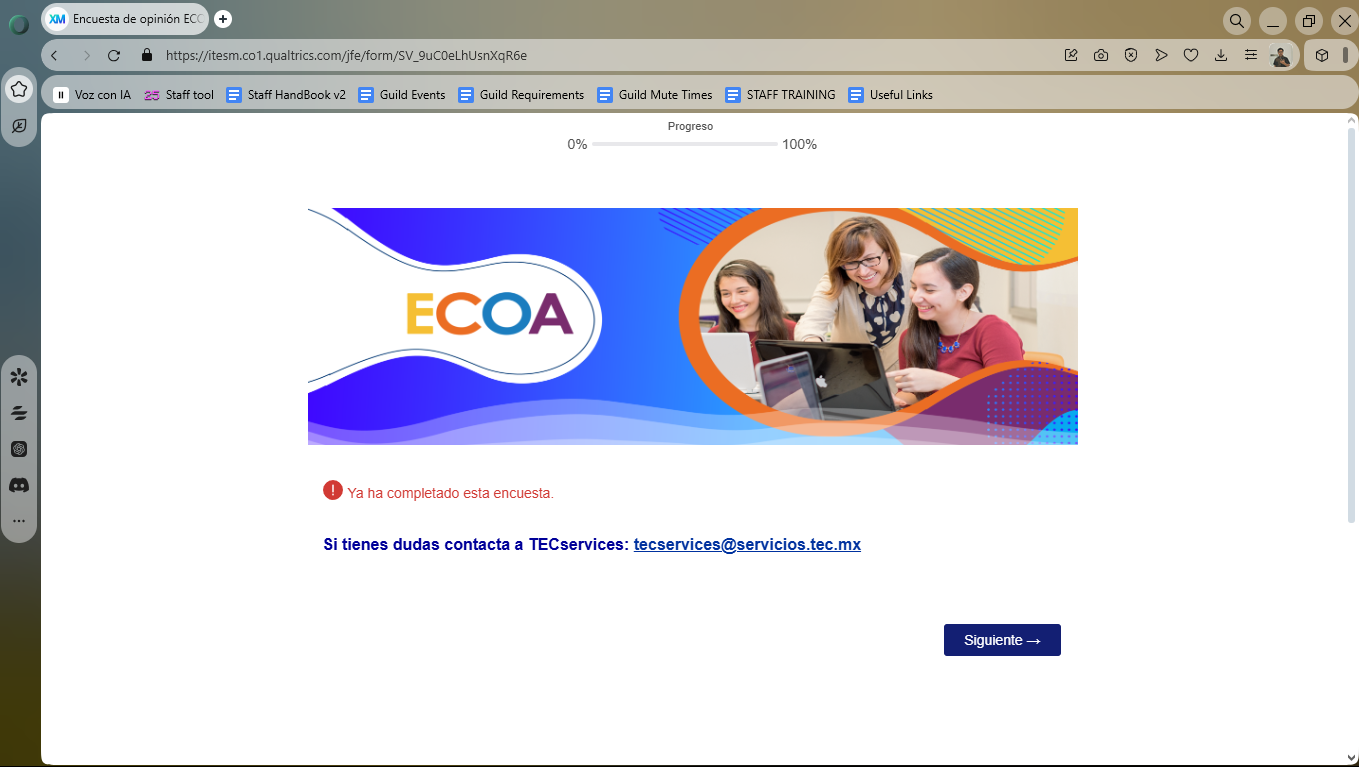 XM Encuesta de opinión ECO
https://itesm.co1.qualtrics.com/jfe/form/SV_9uC0eLhUsnXqR6e
Voz con IA 25 Staff tool Staff HandBook v2 Guild Events Guild Requirements Guild Mute Times STAFF TRAINING Useful Links
Progreso
0% 100%
ECOA
! Ya ha completado esta encuesta.
Si tienes dudas contacta a TECservices: tecservices@servicios.tec.mx
Siguiente →